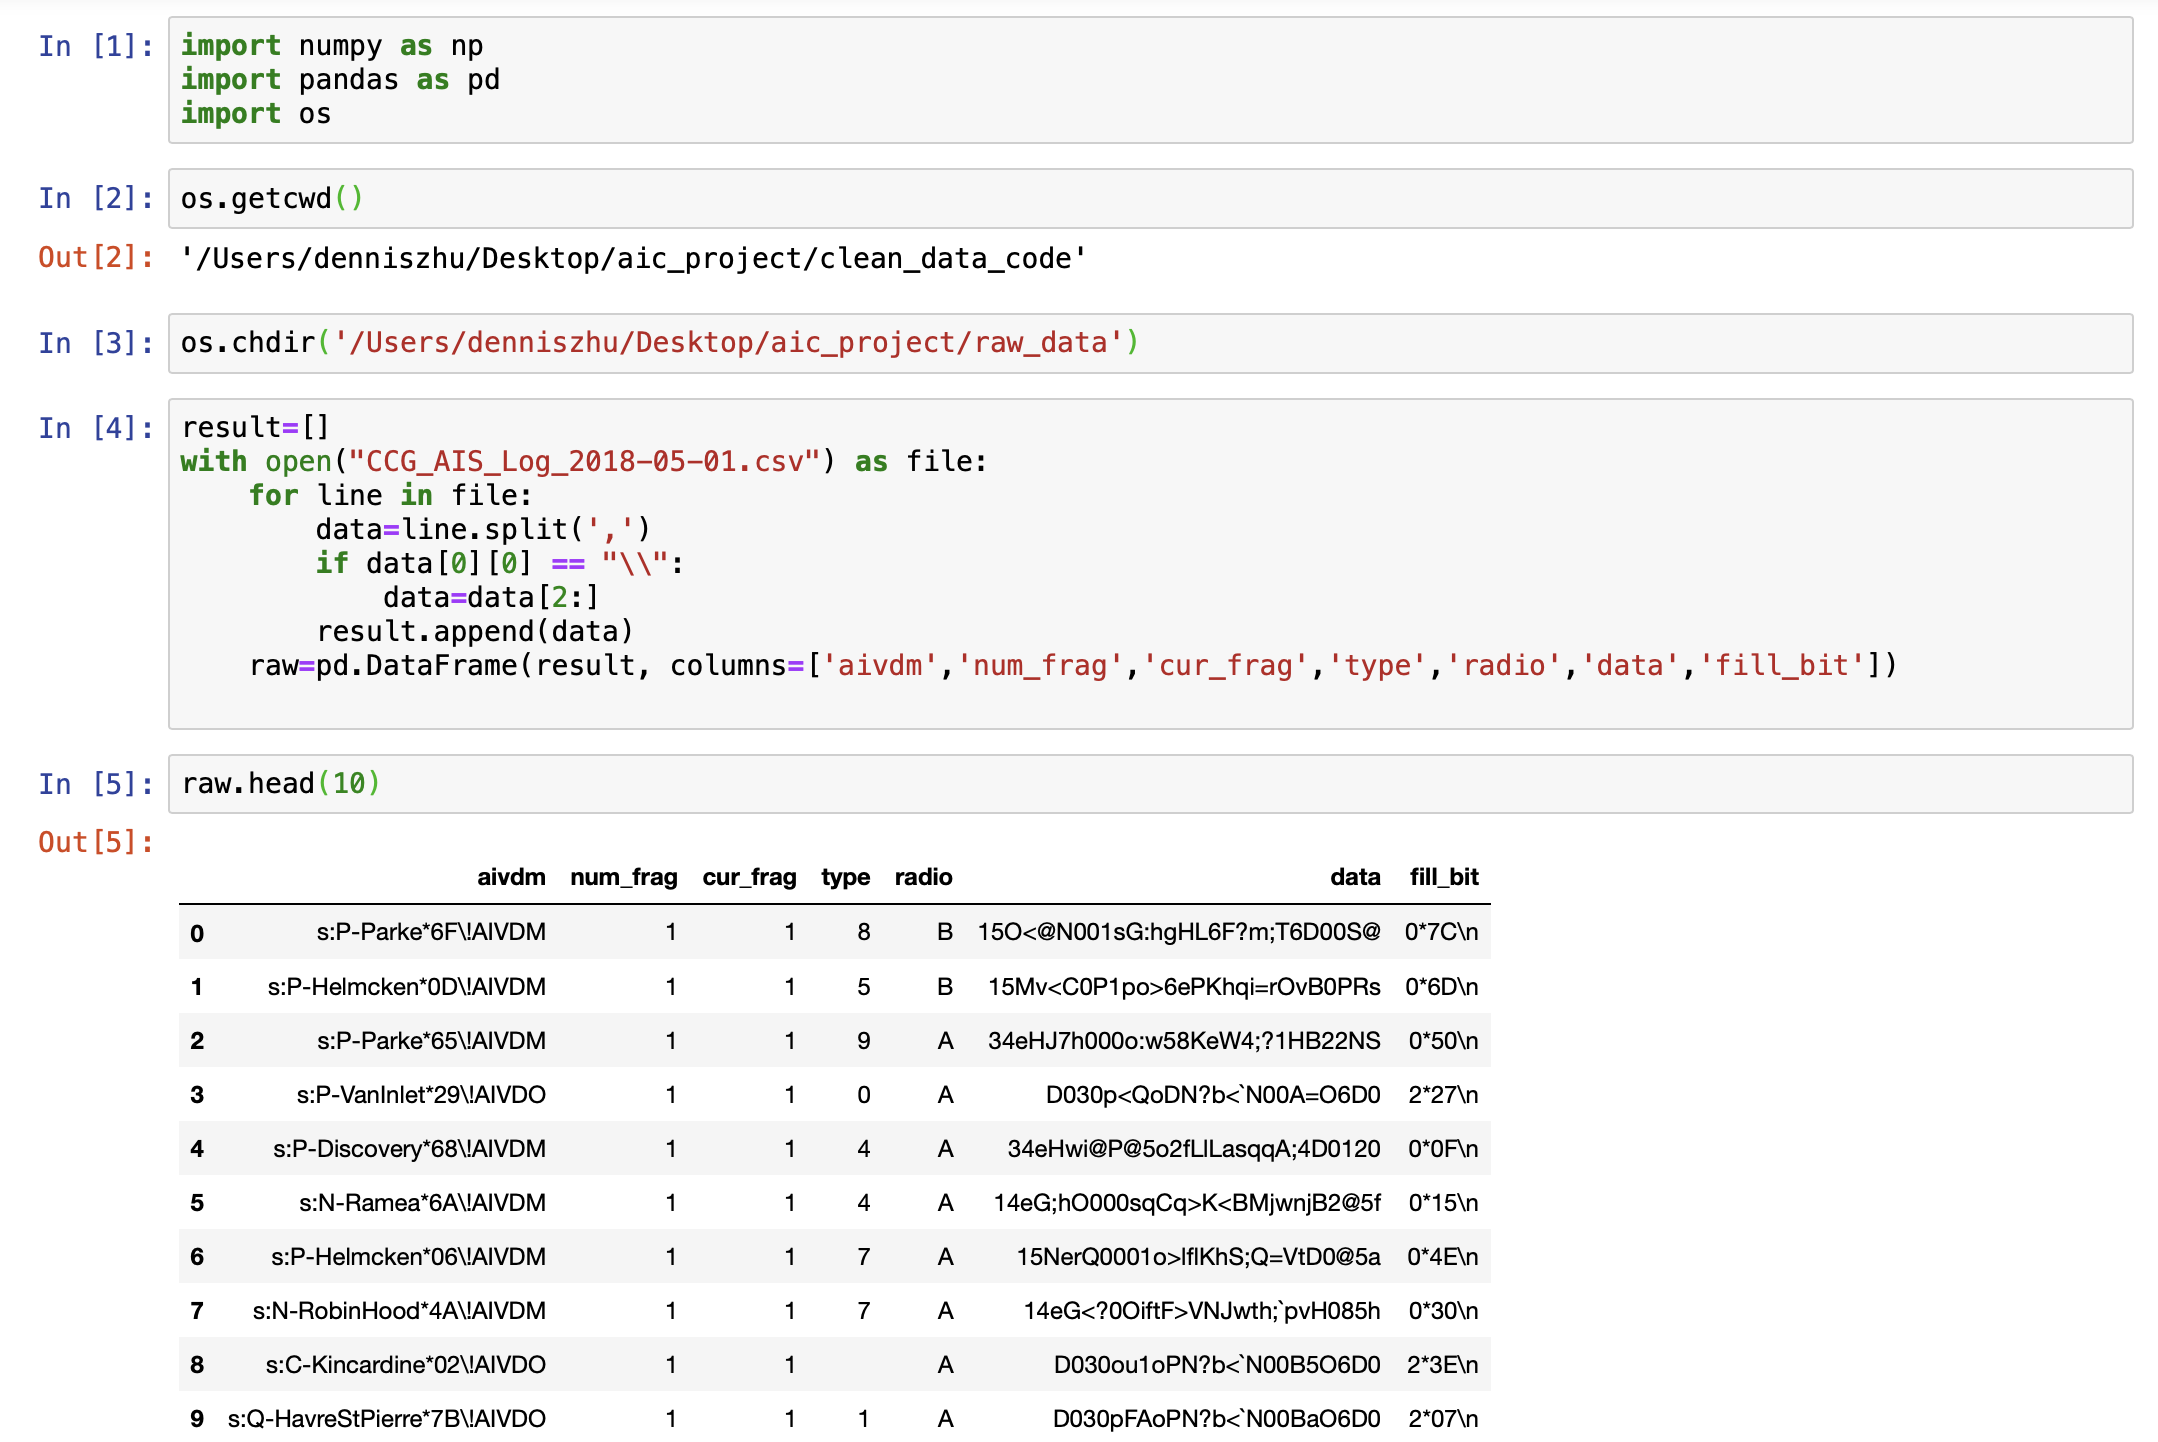 In [1]: import numpy as np
import pandas as pd
import os
In [2]: os.getcwd()
Out[2]: '/Users/denniszhu/Desktop/aic_project/clean_data_code'
In [3]: os.chdir('/Users/denniszhu/Desktop/aic_project/raw_data')
In [4]: result=[]
with open("CCG_AIS_Log_2018-05-01.csv") as file:
    for line in file:
        data=line.split(',')
        if data[0][0] == "\\":
            data=data[2:]
        result.append(data)
    raw=pd.DataFrame(result, columns=['aivdm','num_frag','cur_frag','type','radio','data','fill_bit'])
In [5]: raw.head(10)
Out[5]:
aivdm num_frag cur_frag type radio data fill_bit
0 s:P-Parke*6F\!AIVDM 1 1 8 B 15O<@N001sG:hgHL6F?m;T6D00S@ 0*7C\n
1 s:P-Helmcken*0D\!AIVDM 1 1 5 B 15Mv<C0P1po>6ePKhqi=rOvB0PRs 0*6D\n
2 s:P-Parke*65\!AIVDM 1 1 9 A 34eHJ7h000o:w58KeW4;?1HB22NS 0*50\n
3 s:P-VanInlet*29\!AIVDO 1 1 0 A D030p<QoDN?b<`N00A=O6D0 2*27\n
4 s:P-Discovery*68\!AIVDM 1 1 4 A 34eHwi@P@5o2fLlLasqqA;4D0120 0*0F\n
5 s:N-Ramea*6A\!AIVDM 1 1 4 A 14eG;hO000sqCq>K<BMjwnjB2@5f 0*15\n
6 s:P-Helmcken*06\!AIVDM 1 1 7 A 15NerQ0001o>lflKhS;Q=VtD0@5a 0*4E\n
7 s:N-RobinHood*4A\!AIVDM 1 1 7 A 14eG<?0OiftF>VNJwth;`pvH085h 0*30\n
8 s:C-Kincardine*02\!AIVDO 1 1 A D030ou1oPN?b<`N00B5O6D0 2*3E\n
9 s:Q-HavreStPierre*7B\!AIVDO 1 1 1 A D030pFAoPN?b<`N00BaO6D0 2*07\n